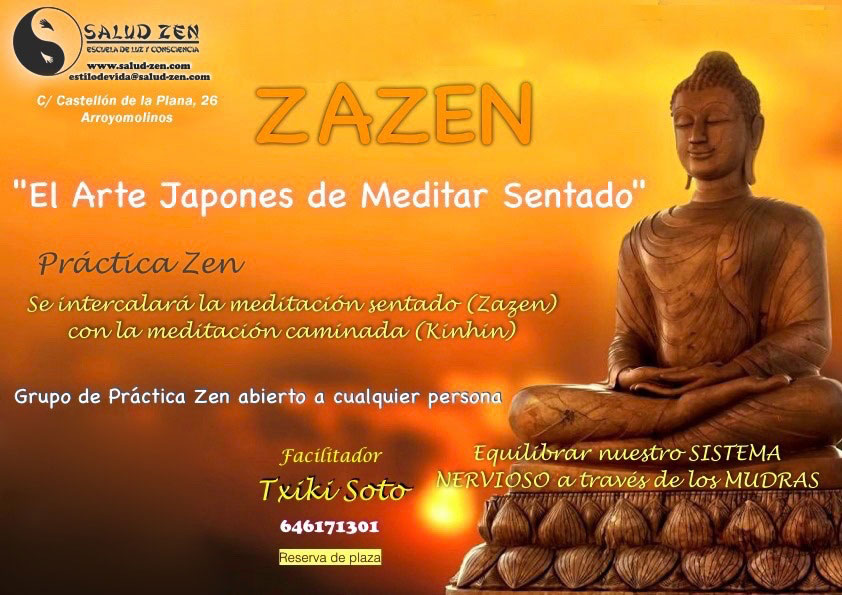 SALUD ZEN
ESCUELA DE LUZ Y CONSCIENCIA
www.salud-zen.com
estilodevida@salud-zen.com
C/ Castellón de la Plana, 26
Arroyomolinos
ZAZEN
"El Arte Japones de Meditar Sentado"
Práctica Zen
Se intercalará la meditación sentado (Zazen)
con la meditación caminada (Kinhin)
Grupo de Práctica Zen abierto a cualquier persona
Facilitador
Txiki Soto
646171301
Reserva de plaza
Equilibrar nuestro SISTEMA
NERVIOSO a través de los MUDRAS